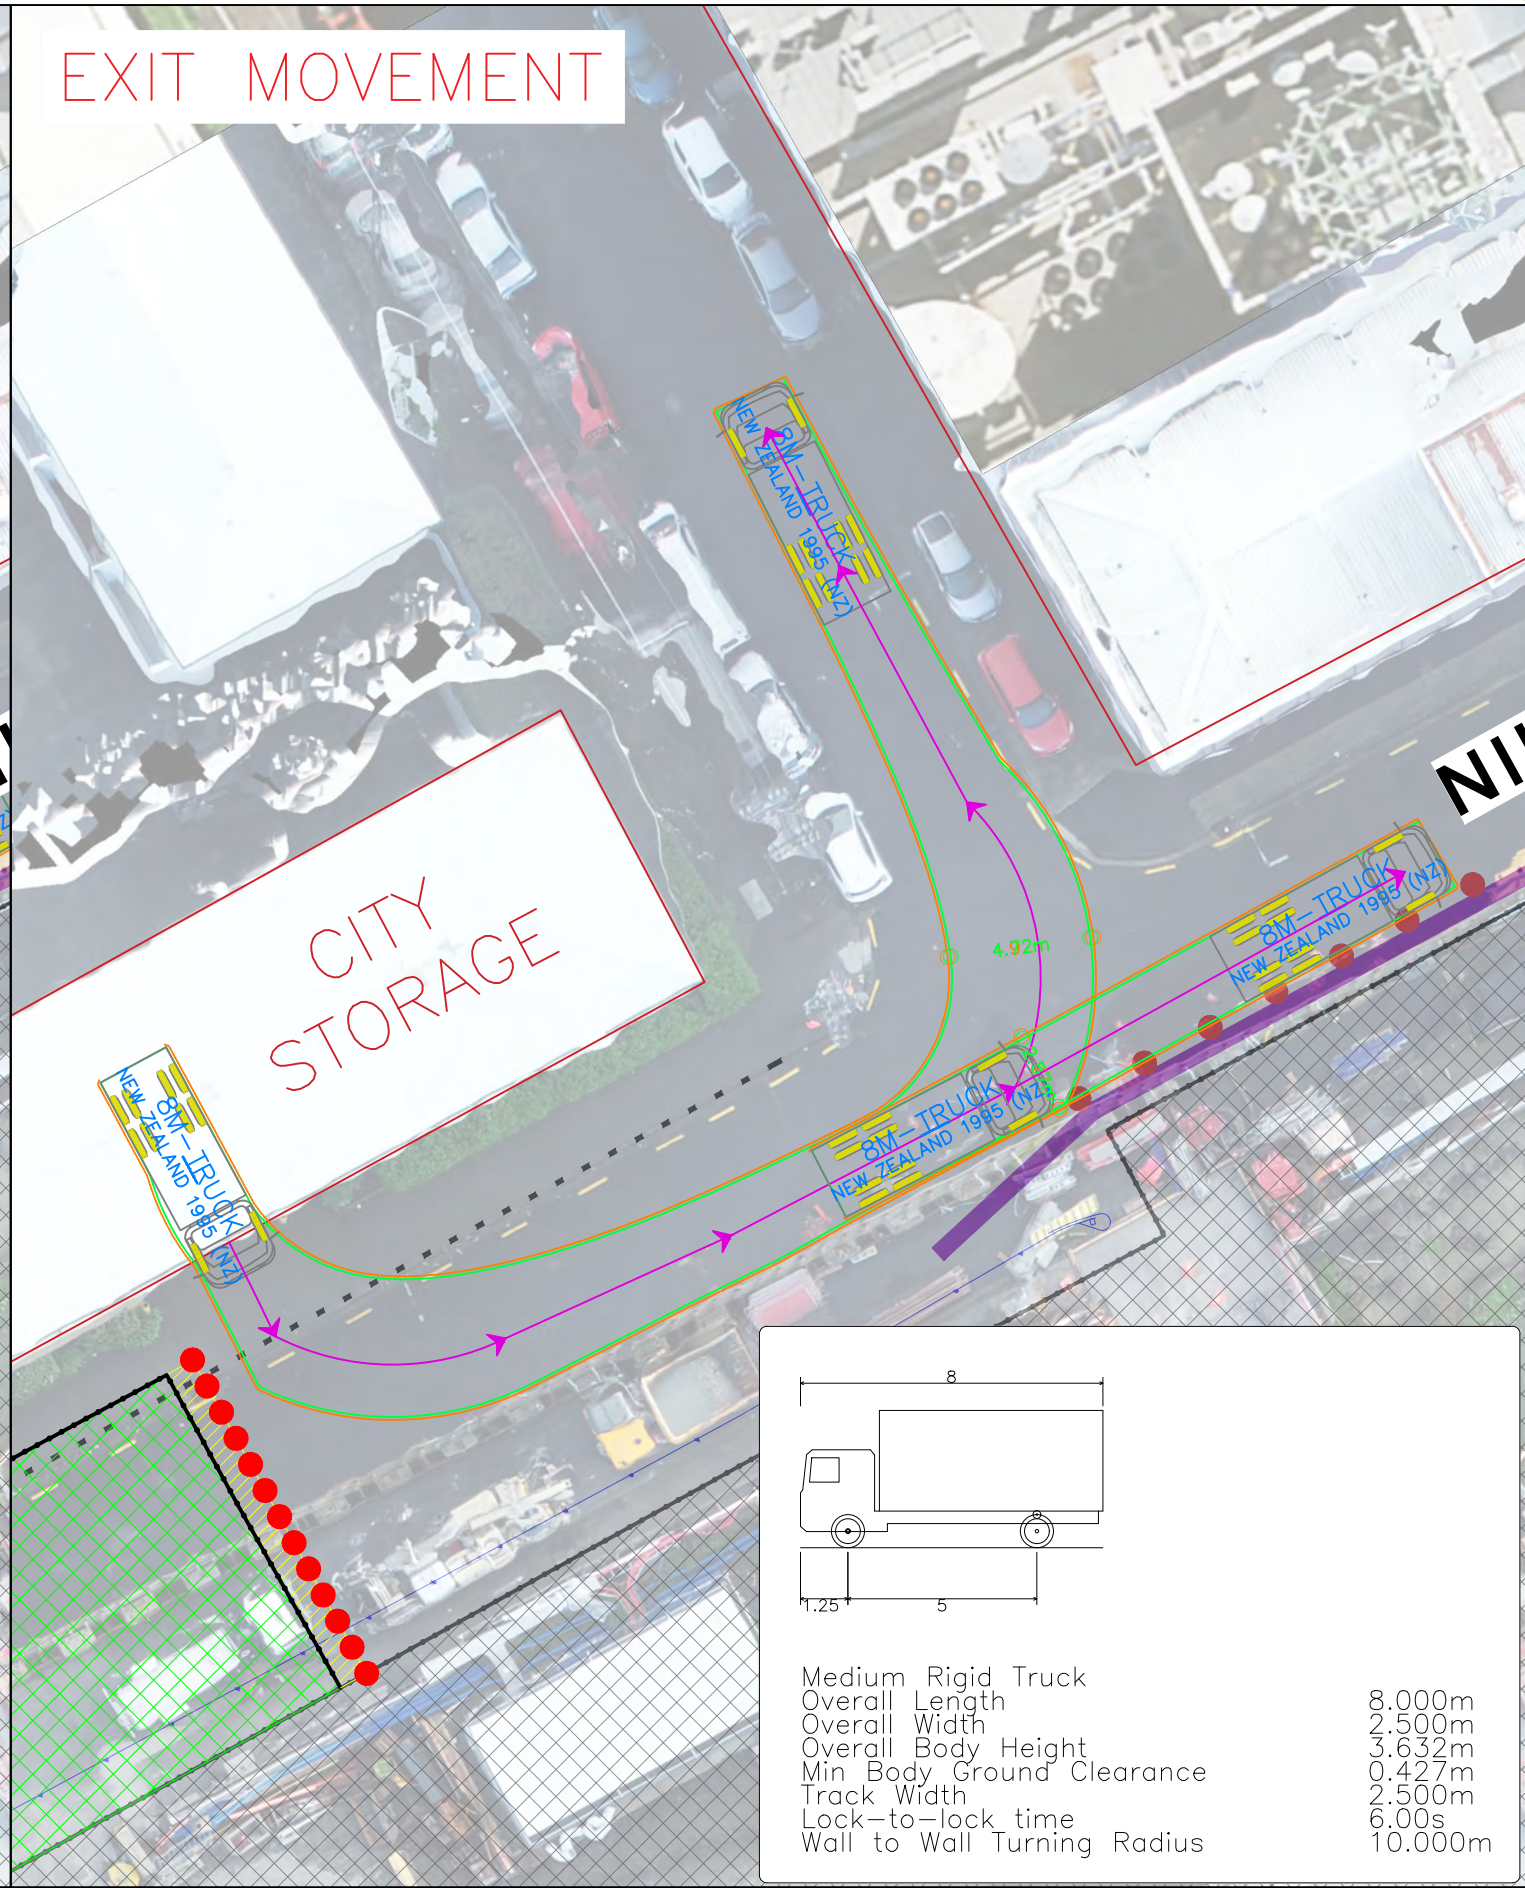 EXIT MOVEMENT
8M-TRUCK
NEW ZEALAND 1995 (NZ)
NI
8M-TRUCK
NEW ZEALAND 1995 (NZ)
CITY
STORAGE
8M-TRUCK
NEW ZEALAND 1995 (NZ)
8M-TRUCK
NEW ZEALAND 1995 (NZ)
8
1.25
5
Medium Rigid Truck
Overall Length 8.000m
Overall Width 2.500m
Overall Body Height 3.632m
Min Body Ground Clearance 0.427m
Track Width 2.500m
Lock-to-lock time 6.00s
Wall to Wall Turning Radius 10.000m